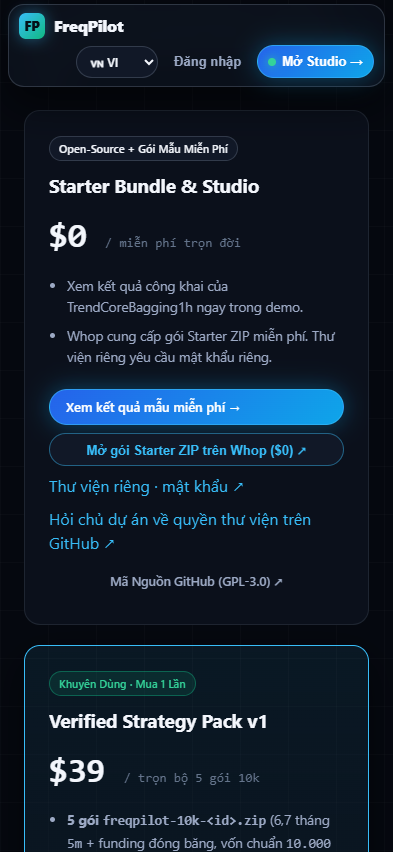 FP FreqPilot
VN VI Đăng nhập Mở Studio →
Open-Source + Gói Mẫu Miễn Phí
Starter Bundle & Studio
$0 / miễn phí trọn đời
• Xem kết quả công khai của
TrendCoreBagging1h ngay trong demo.
• Whop cung cấp gói Starter ZIP miễn phí. Thư
viện riêng yêu cầu mật khẩu riêng.
Xem kết quả mẫu miễn phí →
Mở gói Starter ZIP trên Whop ($0) ↗
Thư viện riêng · mật khẩu ↗
Hỏi chủ dự án về quyền thư viện trên
GitHub ↗
Mã Nguồn GitHub (GPL-3.0) ↗
Khuyên Dùng · Mua 1 Lần
Verified Strategy Pack v1
$39 / trọn bộ 5 gói 10k
• 5 gói freqpilot-10k-<id>.zip (6,7 tháng
5m + funding đóng băng, vốn chuẩn 10.000